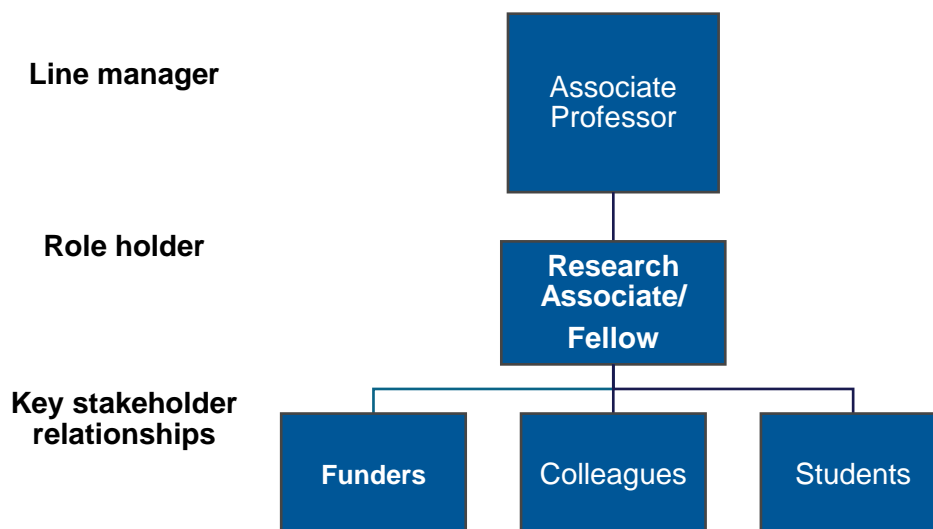 Line manager
Associate
Professor
Role holder
Research
Associate/
Fellow
Key stakeholder
relationships
Funders
Colleagues
Students